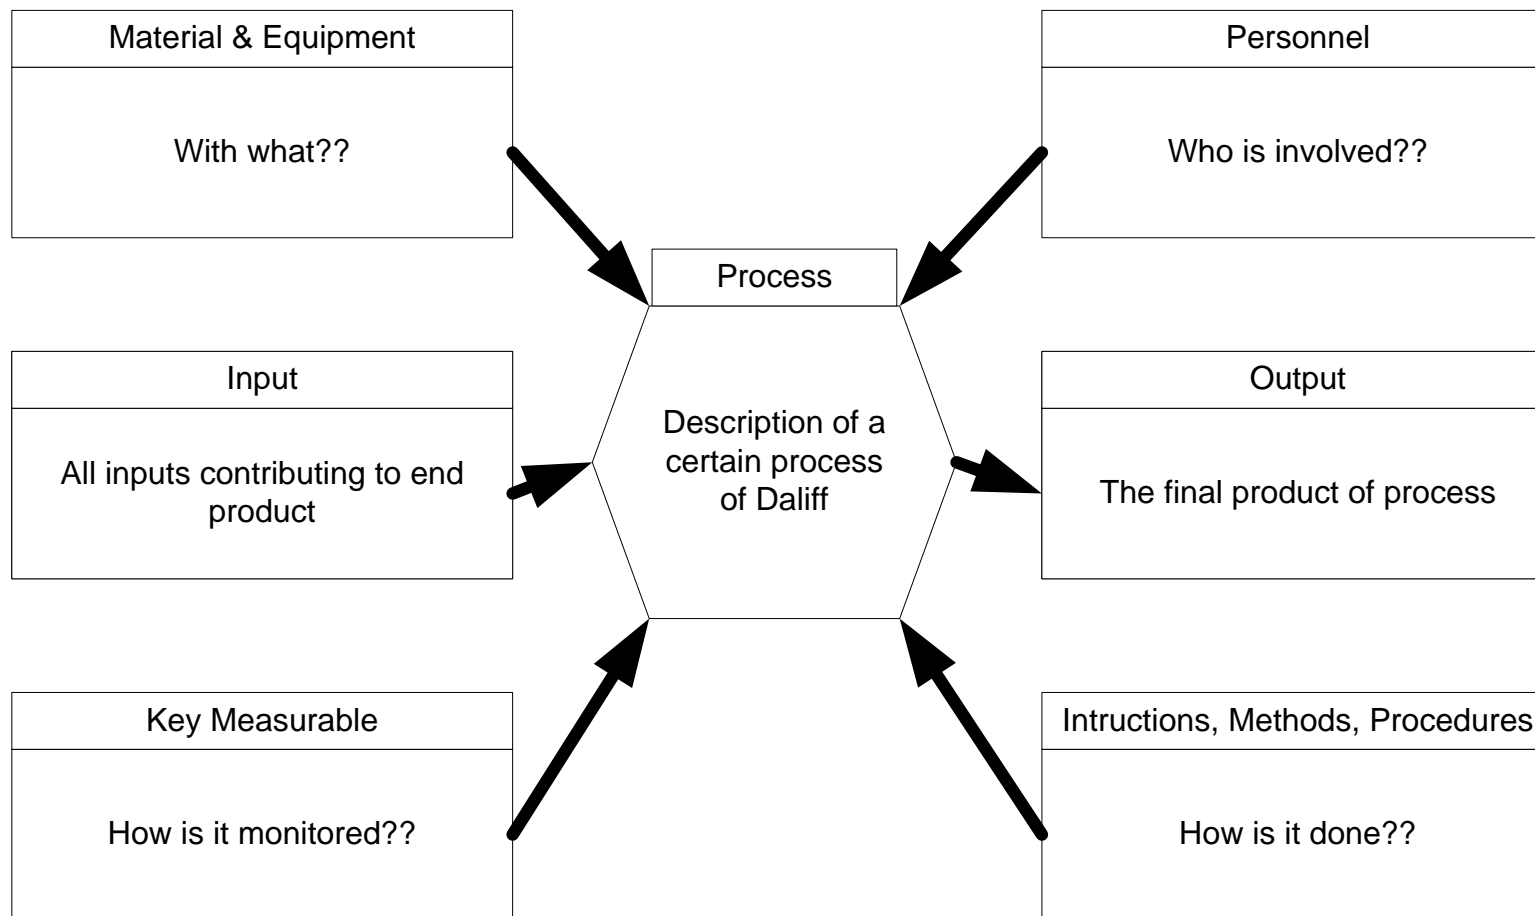 Material & Equipment
With what??
Personnel
Who is involved??
Process
Description of a
certain process
of Daliff
Input
All inputs contributing to end
product
Output
The final product of process
Key Measurable
How is it monitored??
Intructions, Methods, Procedures
How is it done??